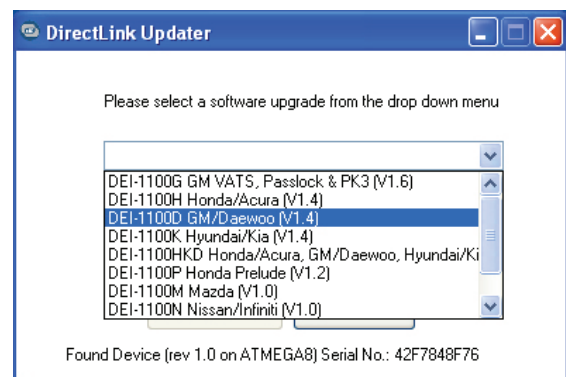 DirectLink Updater
Please select a software upgrade from the drop down menu
DEI-1100G GM VATS, Passlock & PK3 (V1.6)
DEI-1100H Honda/Acura (V1.4)
DEI-1100D GM/Daewoo (V1.4)
DEI-1100K Hyundai/Kia (V1.4)
DEI-1100HKD Honda/Acura, GM/Daewoo, Hyundai/Ki
DEI-1100P Honda Prelude (V1.2)
DEI-1100M Mazda (V1.0)
DEI-1100N Nissan/Infiniti (V1.0)
Found Device (rev 1.0 on ATMEGA8) Serial No.: 42F7848F76